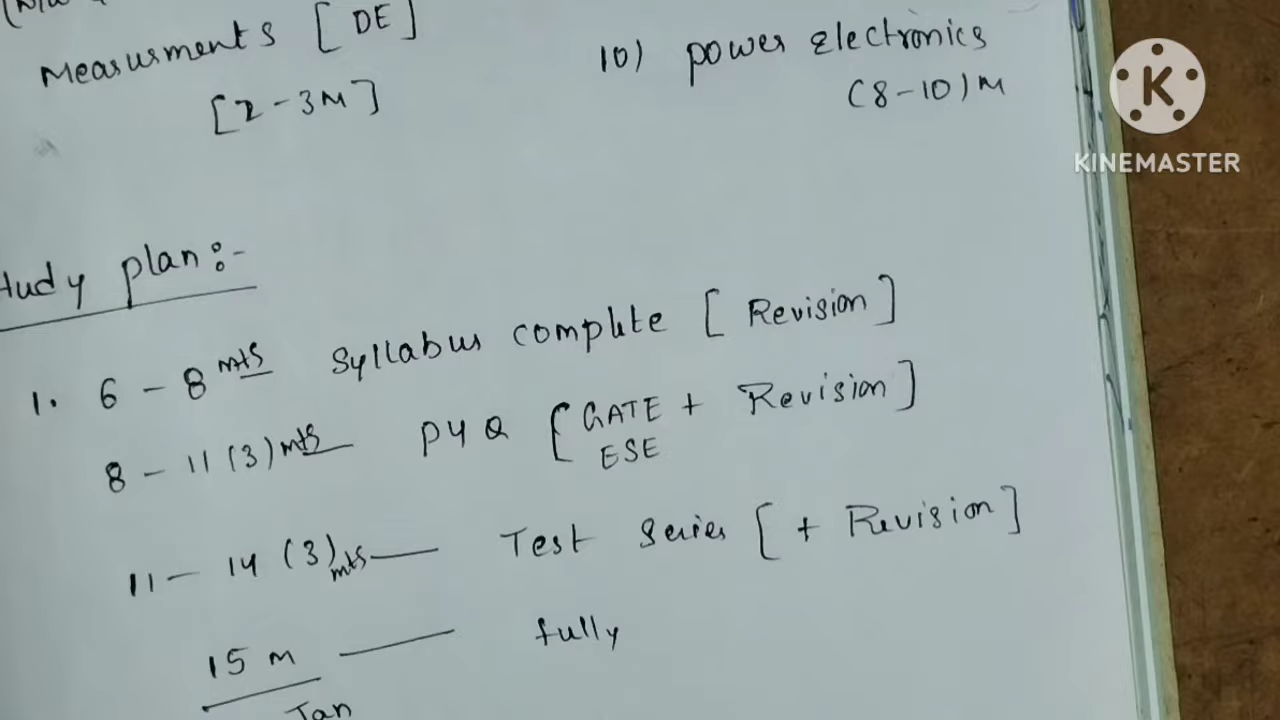 Measurments [DE]
[2-3M]
10) power Electronics
(8-10)M
K
KINEMASTER
tudy plan:-
1. 6 - 8 mts Syllabus complete [Revision]
8 - 11 (3) mts — PYQ [GATE + Revision]
ESE
11 - 14 (3) mts — Test Series [+ Revision]
15 m — fully
Jan